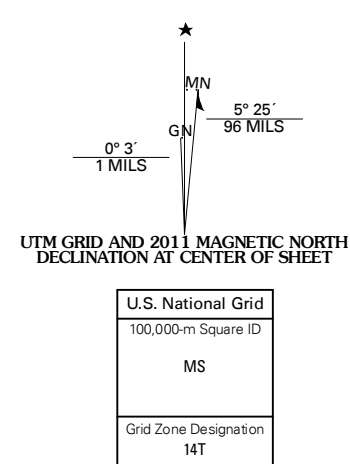 ★
MN
5° 25´
96 MILS
GN
0° 3´
1 MILS
UTM GRID AND 2011 MAGNETIC NORTH
DECLINATION AT CENTER OF SHEET
U.S. National Grid
100,000-m Square ID
MS
Grid Zone Designation
14T